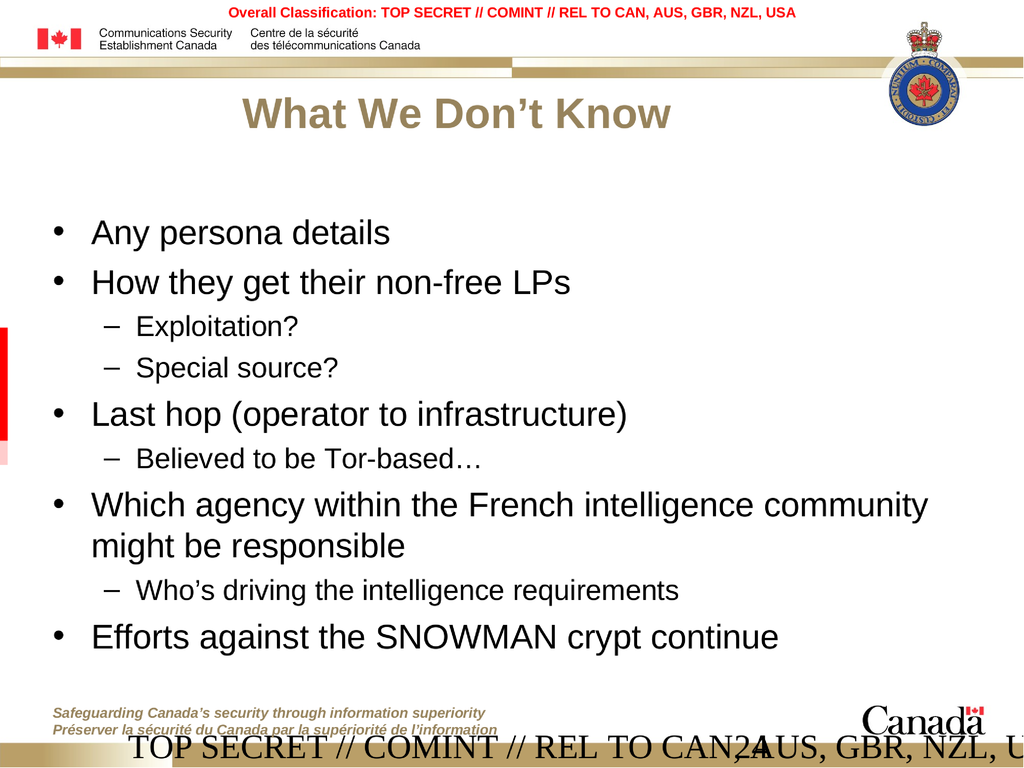 Overall Classification: TOP SECRET // COMINT // REL TO CAN, AUS, GBR, NZL, USA
Communications Security
Establishment Canada
Centre de la sécurité
des télécommunications Canada
NUNTIUM COMPARAT ET CUSTODIT
What We Don’t Know
• Any persona details
• How they get their non-free LPs
– Exploitation?
– Special source?
• Last hop (operator to infrastructure)
– Believed to be Tor-based…
• Which agency within the French intelligence community
might be responsible
– Who’s driving the intelligence requirements
• Efforts against the SNOWMAN crypt continue
Safeguarding Canada’s security through information superiority
Préserver la sécurité du Canada par la supériorité de l’information
Canada
TOP SECRET // COMINT // REL TO CAN, AUS, GBR, NZL, U
24